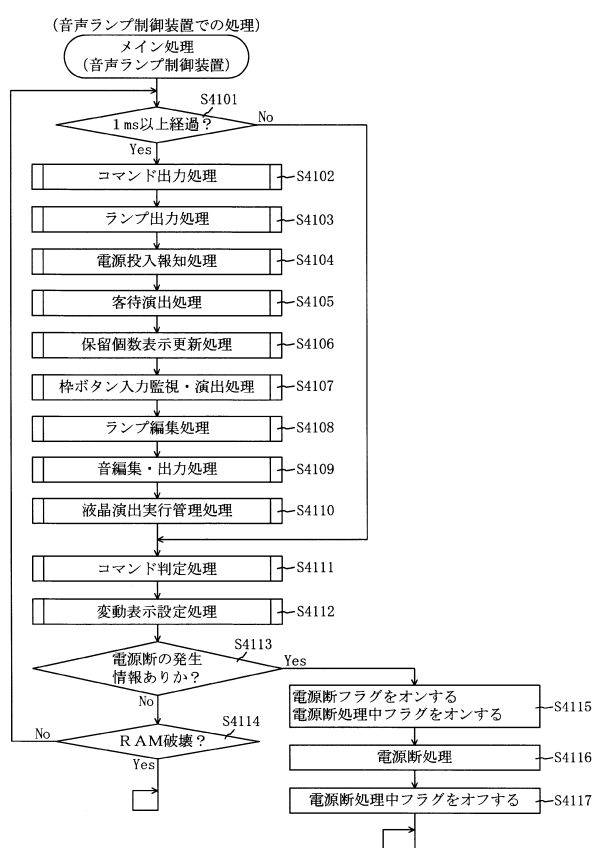 (音声ランプ制御装置での処理)
メイン処理
(音声ランプ制御装置)
S4101
1ms以上経過?
No
Yes
コマンド出力処理
S4102
ランプ出力処理
S4103
電源投入報知処理
S4104
客待演出処理
S4105
保留個数表示更新処理
S4106
枠ボタン入力監視・演出処理
S4107
ランプ編集処理
S4108
音編集・出力処理
S4109
液晶演出実行管理処理
S4110
コマンド判定処理
S4111
変動表示設定処理
S4112
S4113
電源断の発生
情報ありか?
Yes
No
S4114
RAM破壊?
No
Yes
電源断フラグをオンする
電源断処理中フラグをオンする
S4115
電源断処理
S4116
電源断処理中フラグをオフする
S4117